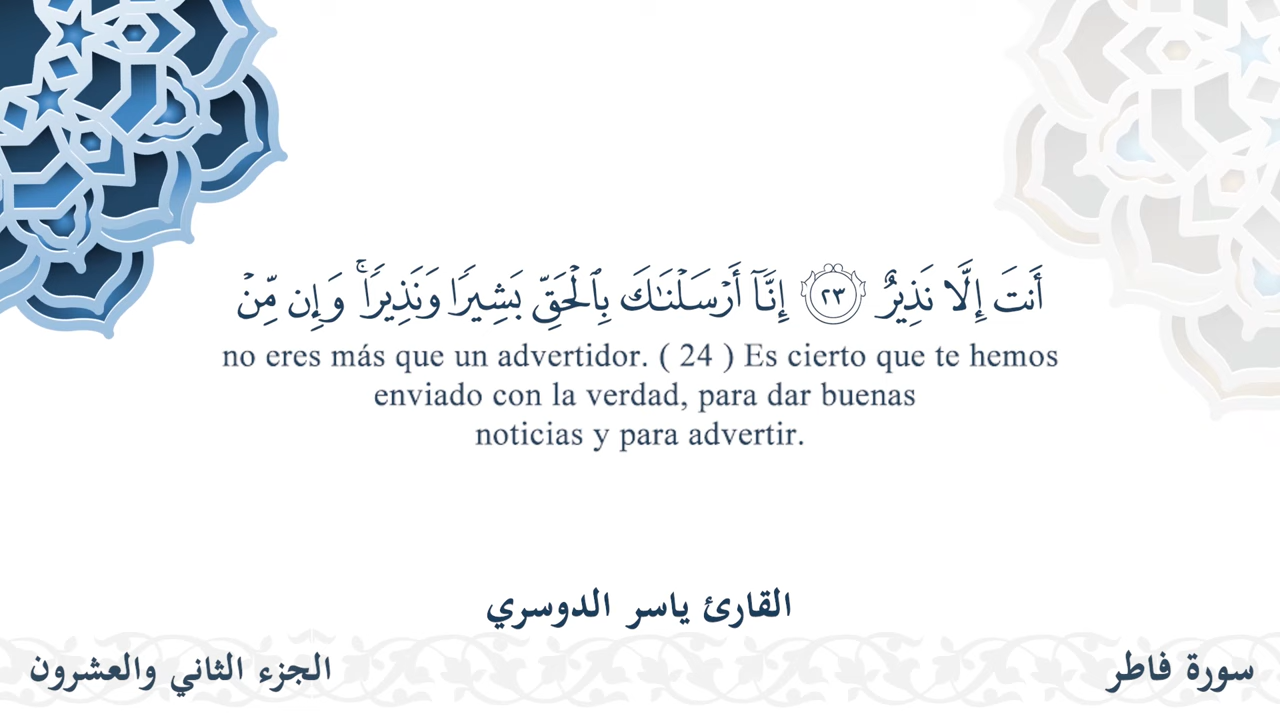 أَنتَ إِلَّا نَذِيرٌ ٢٣ إِنَّآ أَرْسَلْنَٰكَ بِٱلْحَقِّ بَشِيرًا وَنَذِيرًا ۚ وَإِن مِّنْ
no eres más que un advertidor. ( 24 ) Es cierto que te hemos
enviado con la verdad, para dar buenas
noticias y para advertir.
القارئ ياسر الدوسري
سورة فاطر
الجزء الثاني والعشرون